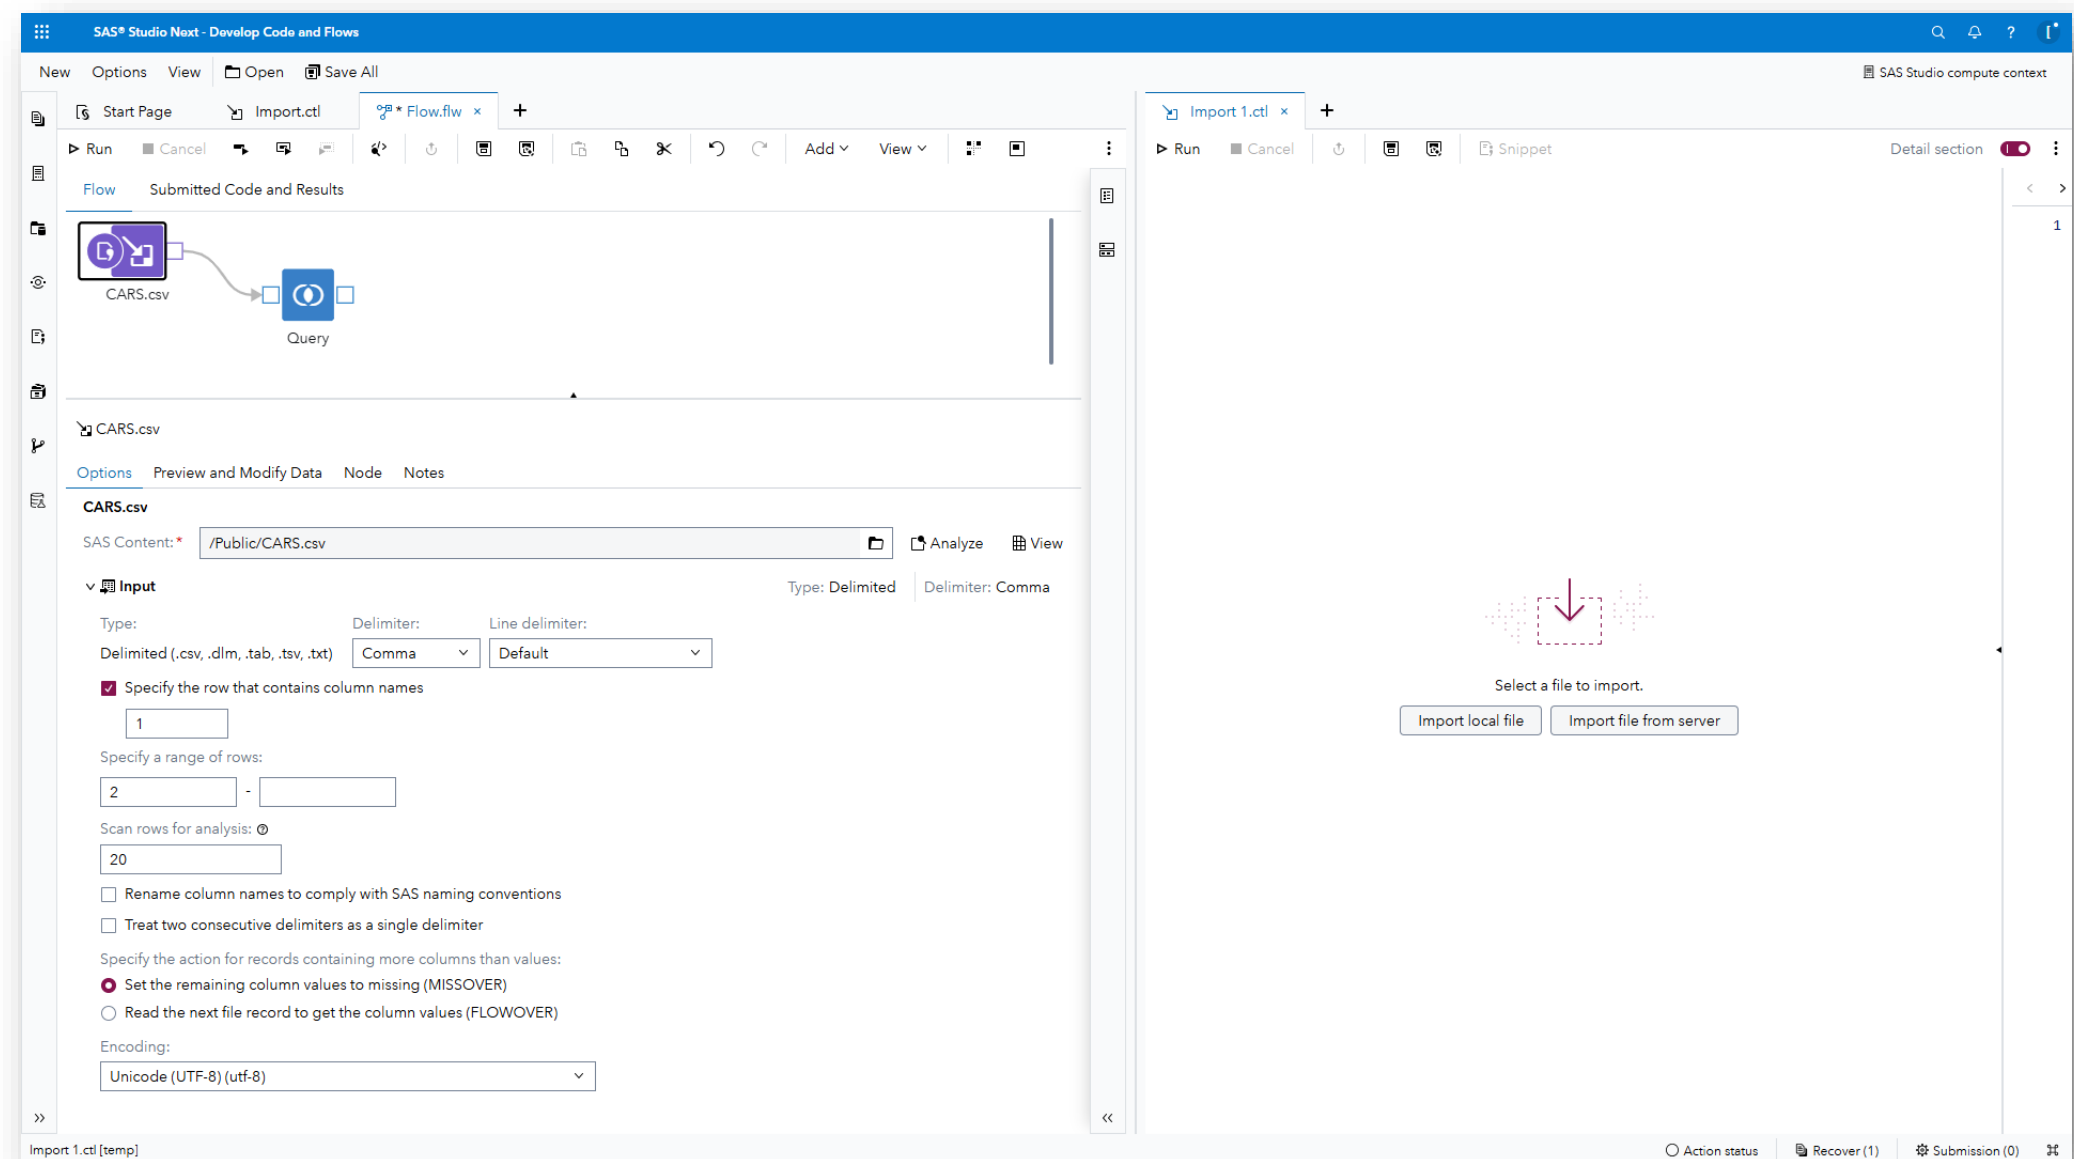 SAS® Studio Next - Develop Code and Flows
New Options View Open Save All
SAS Studio compute context
Start Page Import.ctl * Flow.flw × +
Run Cancel Add View
Flow Submitted Code and Results
CARS.csv
Query
CARS.csv
Options Preview and Modify Data Node Notes
CARS.csv
SAS Content: * /Public/CARS.csv Analyze View
Input Type: Delimited Delimiter: Comma
Type: Delimiter: Line delimiter:
Delimited (.csv, .dlm, .tab, .tsv, .txt) Comma Default
Specify the row that contains column names
1
Specify a range of rows:
2 -
Scan rows for analysis:
20
Rename column names to comply with SAS naming conventions
Treat two consecutive delimiters as a single delimiter
Specify the action for records containing more columns than values:
Set the remaining column values to missing (MISSOVER)
Read the next file record to get the column values (FLOWOVER)
Encoding:
Unicode (UTF-8) (utf-8)
Import 1.ctl × +
Run Cancel Snippet Detail section
1
Select a file to import.
Import local file Import file from server
Import 1.ctl [temp]
Action status Recover (1) Submission (0)